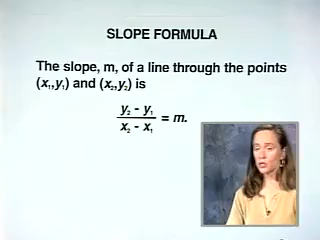 SLOPE FORMULA
The slope, m, of a line through the points
(x₁,y₁) and (x₂,y₂) is
y₂ - y₁
x₂ - x₁ = m.